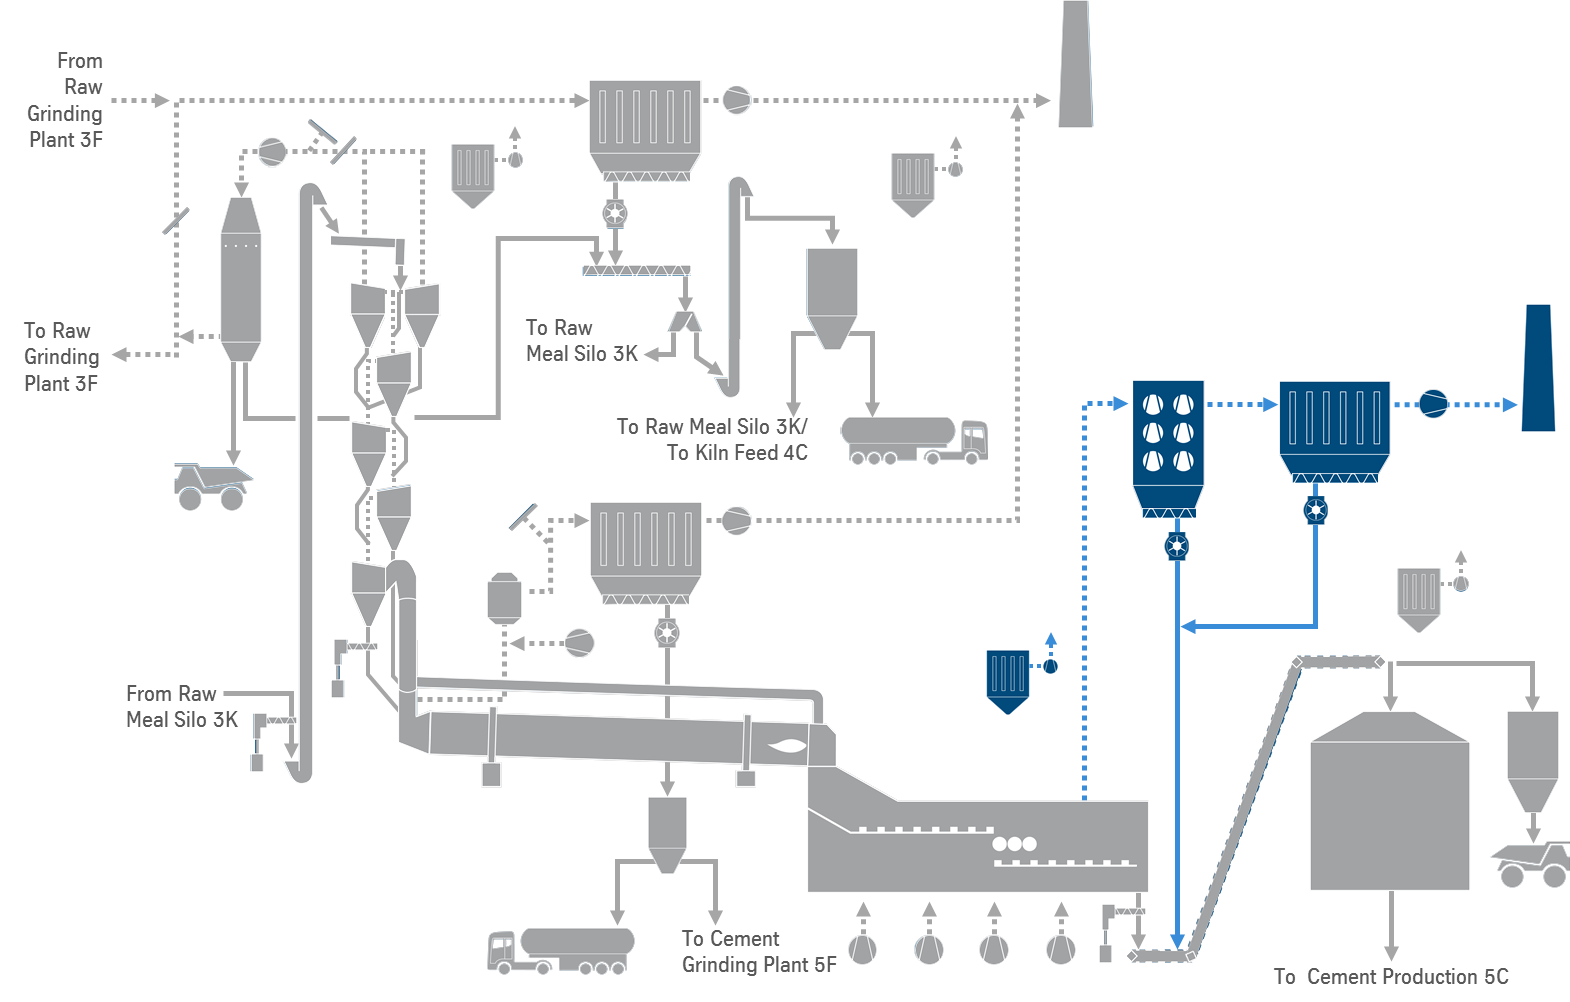 From
Raw
Grinding
Plant 3F
To Raw
Grinding
Plant 3F
To Raw
Meal Silo 3K
To Raw Meal Silo 3K/
To Kiln Feed 4C
From Raw
Meal Silo 3K
To Cement
Grinding Plant 5F
To  Cement Production 5C